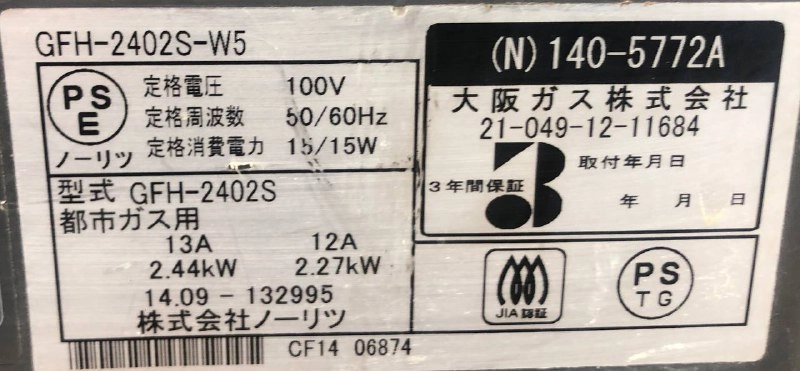 GFH-2402S-W5
PS
E
ノーリツ
定格電圧 100V
定格周波数 50/60Hz
定格消費電力 15/15W
型式 GFH-2402S
都市ガス用
13A 12A
2.44kW 2.27kW
14.09-132995
株式会社ノーリツ
(N) 140-5772A
大阪ガス株式会社
21-049-12-11684
3年間保証
取付年月日
年 月 日
JIA認証
PS
TG
CF14 06874